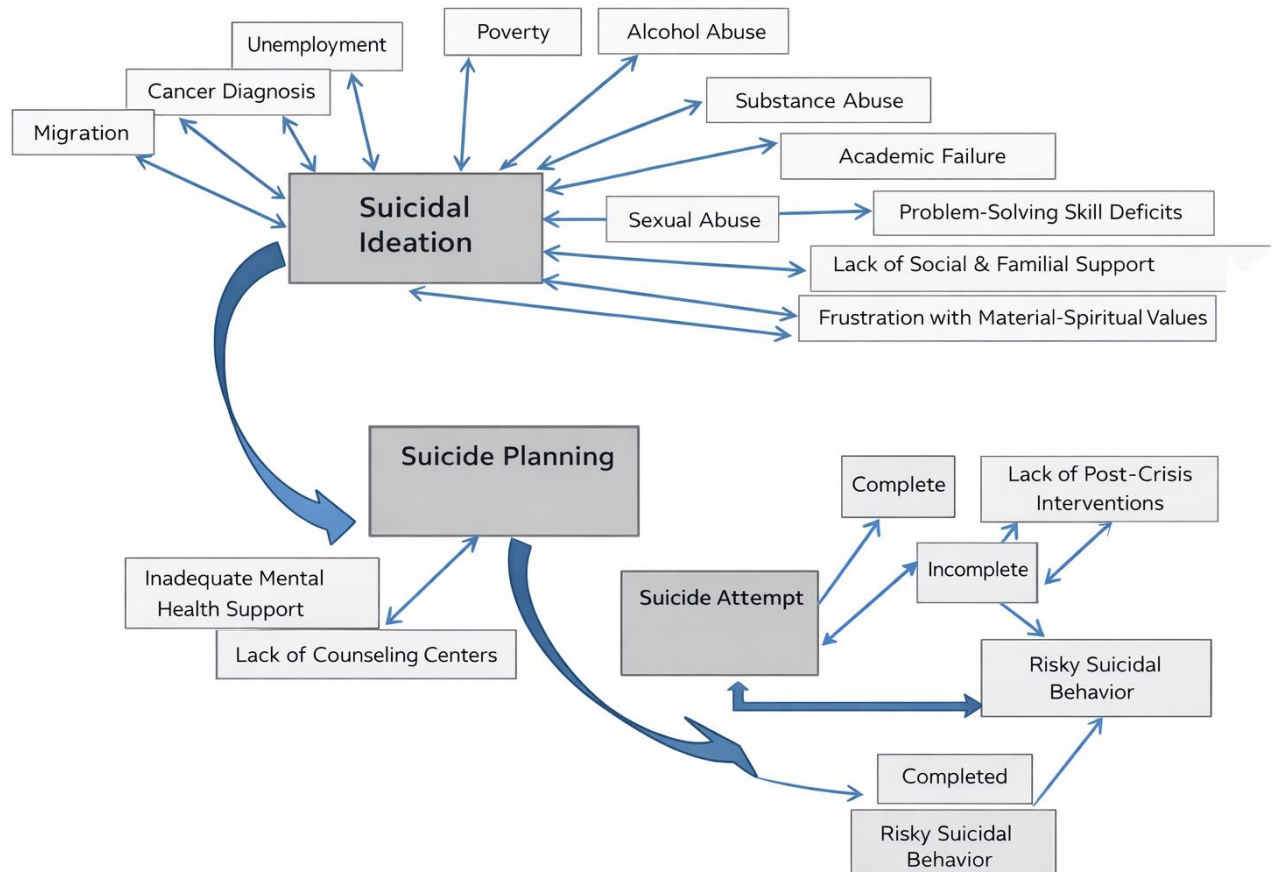 Unemployment
Poverty
Alcohol Abuse
Cancer Diagnosis
Substance Abuse
Migration
Academic Failure
Suicidal
Ideation
Sexual Abuse
Problem-Solving Skill Deficits
Lack of Social & Familial Support
Frustration with Material-Spiritual Values
Suicide Planning
Complete
Lack of Post-Crisis
Interventions
Inadequate Mental
Health Support
Lack of Counseling Centers
Suicide Attempt
Incomplete
Risky Suicidal
Behavior
Completed
Risky Suicidal
Behavior